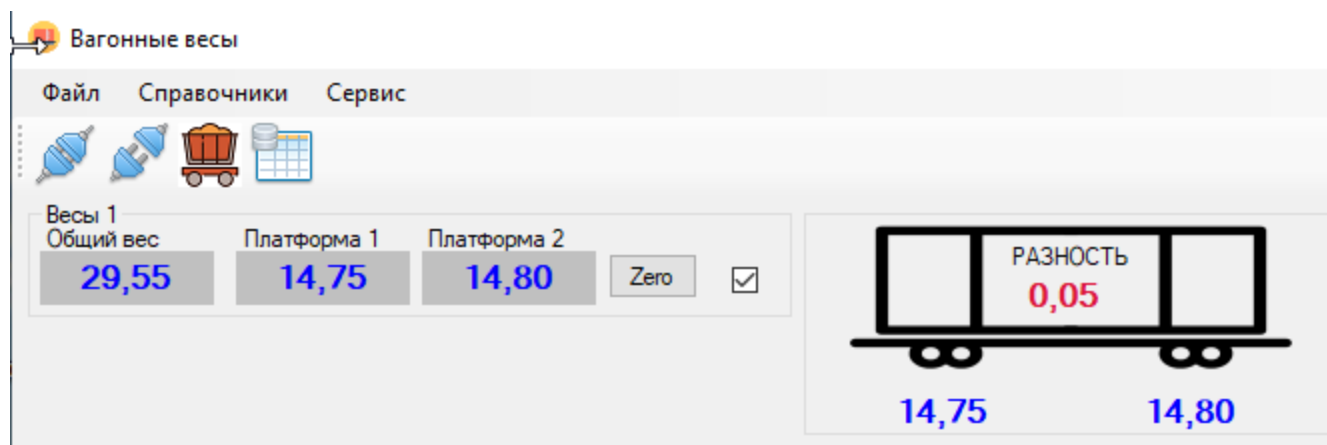 Вагонные весы
Файл Справочники Сервис
Весы 1
Общий вес Платформа 1 Платформа 2
29,55 14,75 14,80 Zero
РАЗНОСТЬ
0,05
14,75 14,80